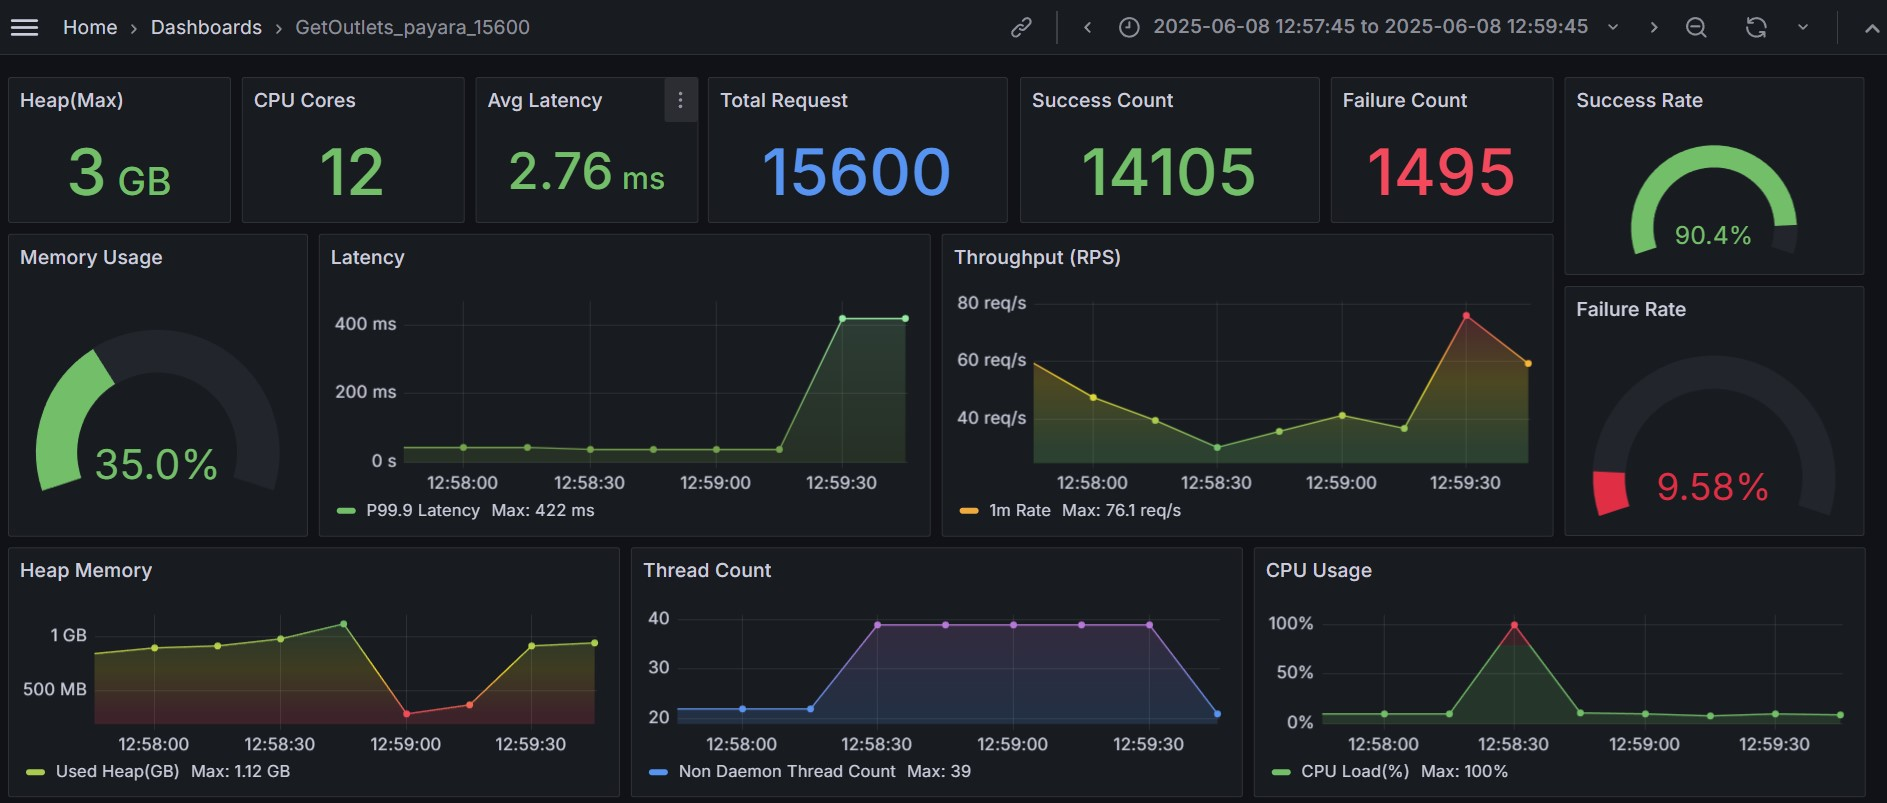 Home › Dashboards › GetOutlets_payara_15600
2025-06-08 12:57:45 to 2025-06-08 12:59:45
Heap(Max)
3 GB
CPU Cores
12
Avg Latency
2.76 ms
Total Request
15600
Success Count
14105
Failure Count
1495
Success Rate
90.4%
Memory Usage
35.0%
Latency
400 ms
200 ms
0 s
12:58:00 12:58:30 12:59:00 12:59:30
P99.9 Latency Max: 422 ms
Throughput (RPS)
80 req/s
60 req/s
40 req/s
12:58:00 12:58:30 12:59:00 12:59:30
1m Rate Max: 76.1 req/s
Failure Rate
9.58%
Heap Memory
1 GB
500 MB
12:58:00 12:58:30 12:59:00 12:59:30
Used Heap(GB) Max: 1.12 GB
Thread Count
40
30
20
12:58:00 12:58:30 12:59:00 12:59:30
Non Daemon Thread Count Max: 39
CPU Usage
100%
50%
0%
12:58:00 12:58:30 12:59:00 12:59:30
CPU Load(%) Max: 100%